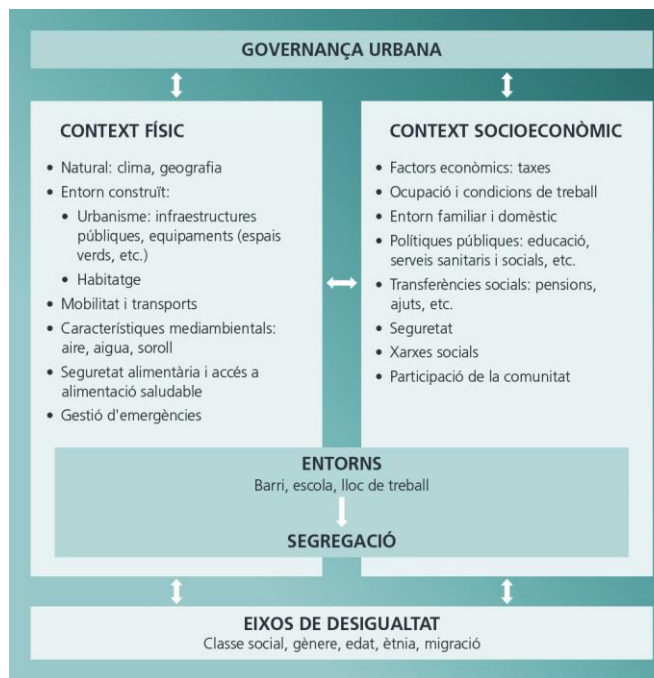 GOVERNANÇA URBANA
CONTEXT FÍSIC
• Natural: clima, geografia
• Entorn construït:
• Urbanisme: infraestructures
públiques, equipaments (espais
verds, etc.)
• Habitatge
• Mobilitat i transports
• Característiques mediambientals:
aire, aigua, soroll
• Seguretat alimentària i accés a
alimentació saludable
• Gestió d'emergències
CONTEXT SOCIOECONÒMIC
• Factors econòmics: taxes
• Ocupació i condicions de treball
• Entorn familiar i domèstic
• Polítiques públiques: educació,
serveis sanitaris i socials, etc.
• Transferències socials: pensions,
ajuts, etc.
• Seguretat
• Xarxes socials
• Participació de la comunitat
ENTORNS
Barri, escola, lloc de treball
SEGREGACIÓ
EIXOS DE DESIGUALTAT
Classe social, gènere, edat, ètnia, migració